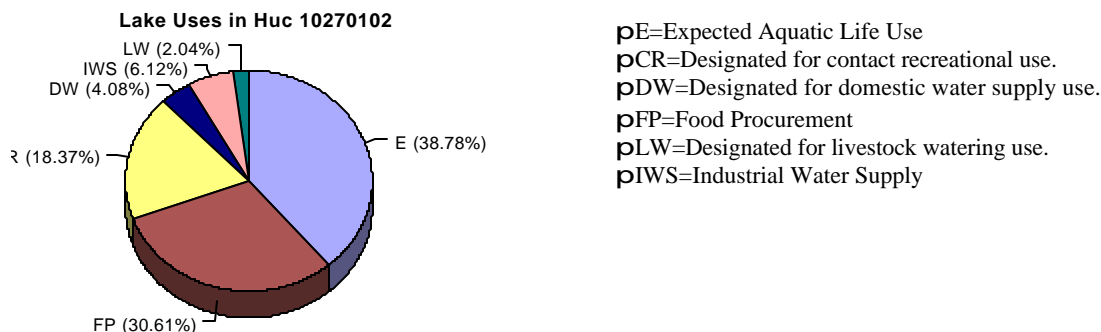 Lake Uses in Huc 10270102
LW (2.04%)
IWS (6.12%)
DW (4.08%)
R (18.37%)
E (38.78%)
FP (30.61%)
pE=Expected Aquatic Life Use
pCR=Designated for contact recreational use.
pDW=Designated for domestic water supply use.
pFP=Food Procurement
pLW=Designated for livestock watering use.
pIWS=Industrial Water Supply